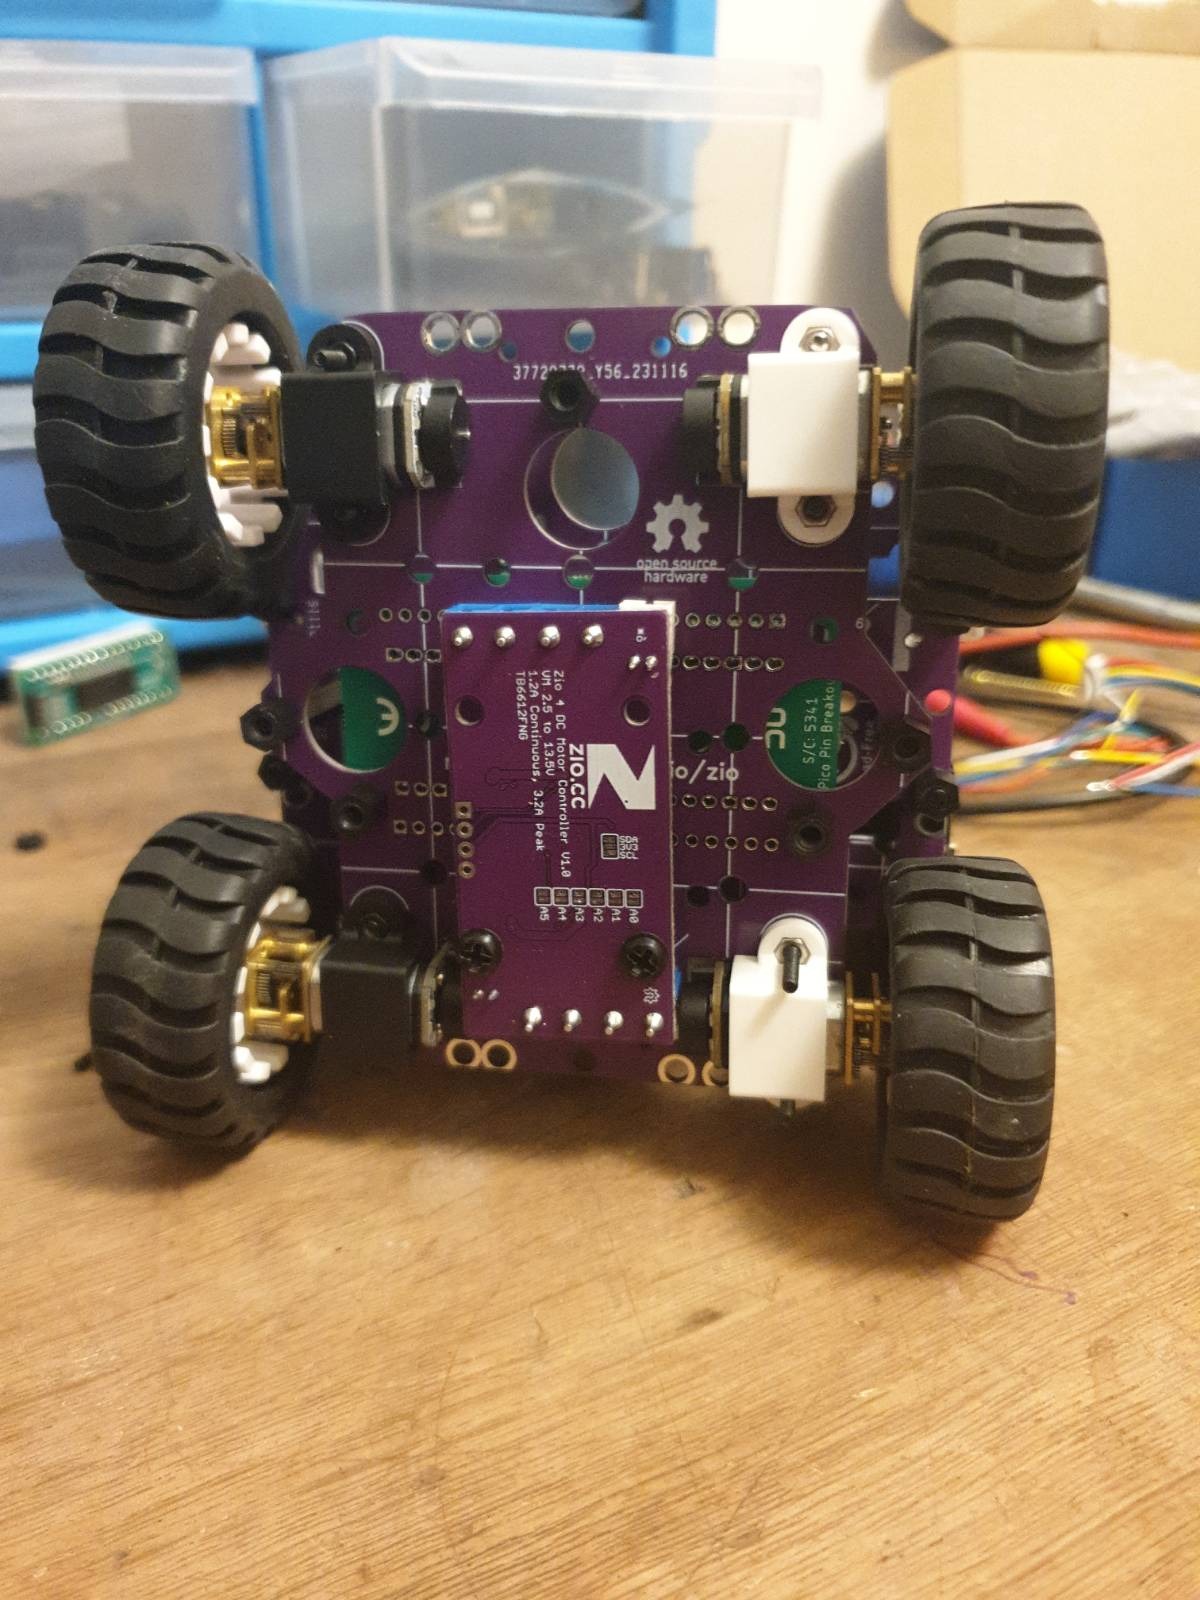 open source
hardware
S/C: 5341
Pico Pin Breakou
io/zio
Zio 4 DC Motor Controller V1.0
VM 2.5 to 13.5V
1.2A Continuous, 3.2A Peak
TB6612FNG
ZIO.CC
SDA
3V3
SCL
A5
A4
A3
A2
A1
A0